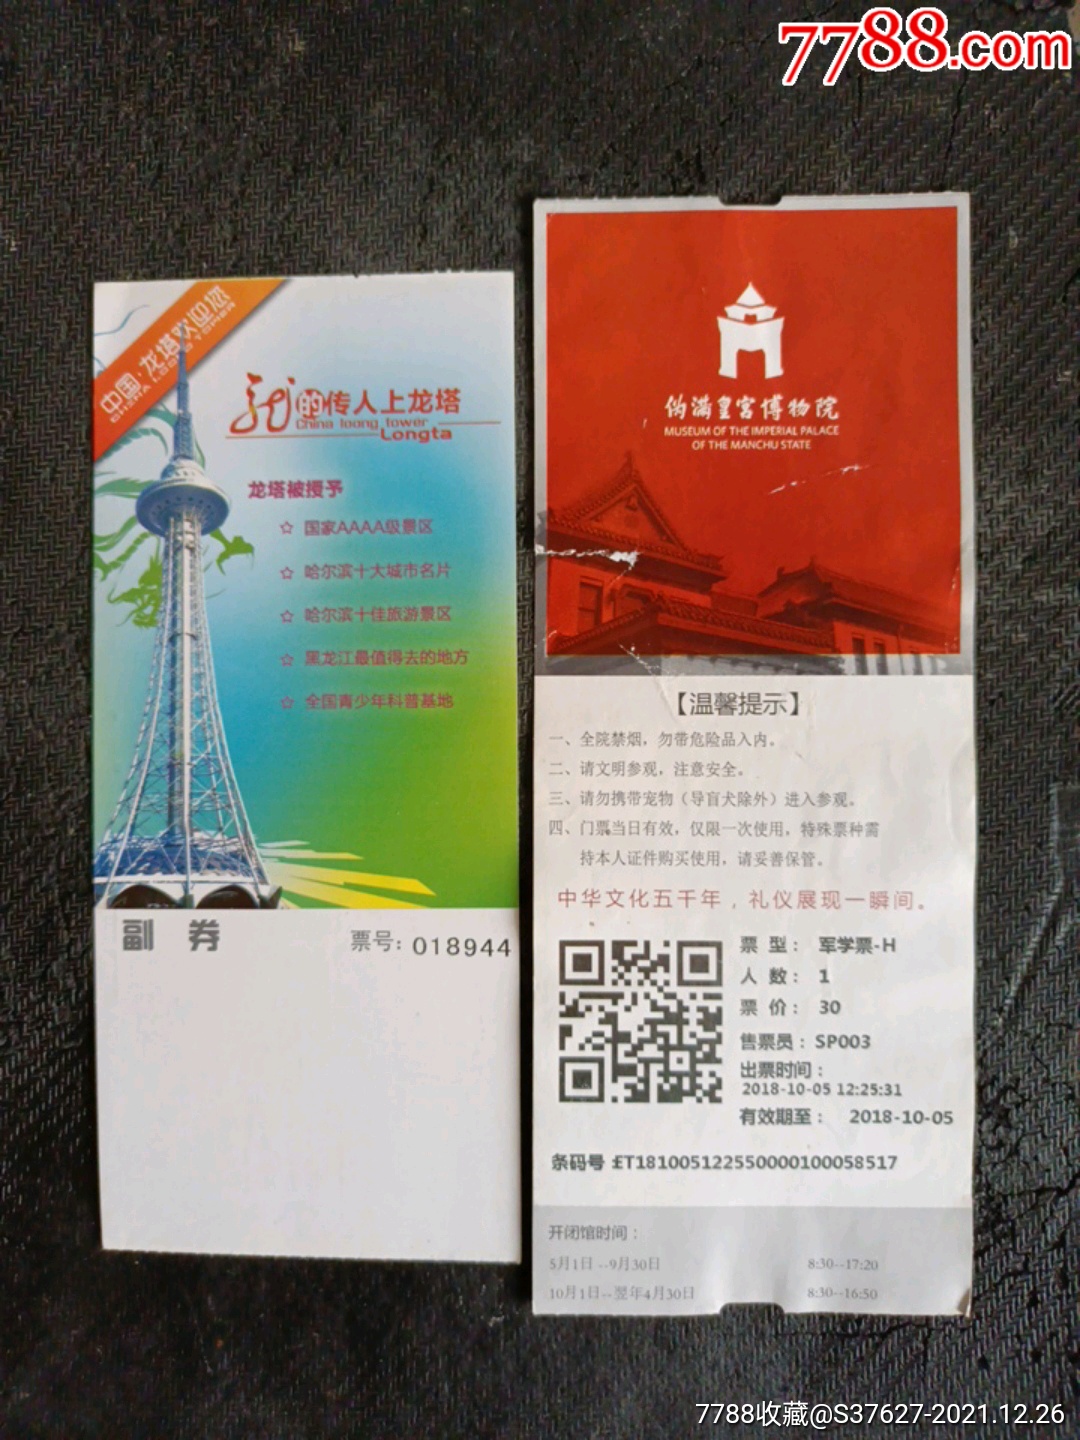 7788.com
中国·龙塔欢迎您
CHINA LOONG TOWER
龙的传人上龙塔
China loong tower
Longta
龙塔被授予
☆ 国家AAAA级景区
☆ 哈尔滨十大城市名片
☆ 哈尔滨十佳旅游景区
☆ 黑龙江最值得去的地方
☆ 全国青少年科普基地
副 券
票号: 018944
伪满皇宫博物院
MUSEUM OF THE IMPERIAL PALACE
OF THE MANCHU STATE
【温馨提示】
一、全院禁烟，勿带危险品入内。
二、请文明参观，注意安全。
三、请勿携带宠物（导盲犬除外）进入参观。
四、门票当日有效，仅限一次使用，特殊票种需
持本人证件购买使用，请妥善保管。
中华文化五千年，礼仪展现一瞬间。
票 型： 军学票-H
人 数： 1
票 价： 30
售票员：SP003
出票时间：
2018-10-05 12:25:31
有效期至： 2018-10-05
条码号 ET18100512255000010005​8517
开闭馆时间：
5月1日--9月30日 8:30--17:20
10月1日--翌年4月30日 8:30--16:50
7788收藏@S37627-2021.12.26